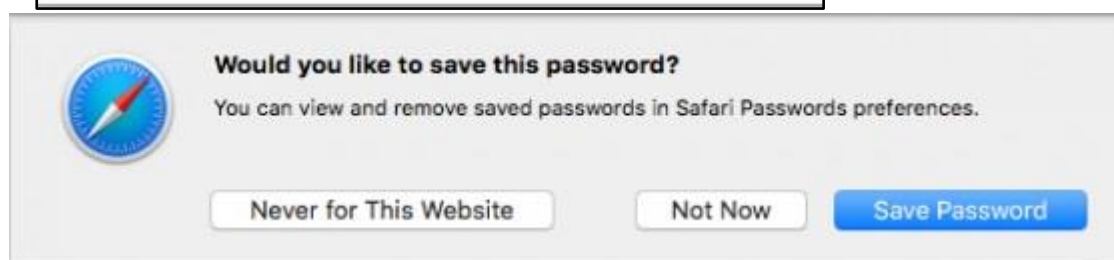 Would you like to save this password?
You can view and remove saved passwords in Safari Passwords preferences.
Never for This Website
Not Now
Save Password